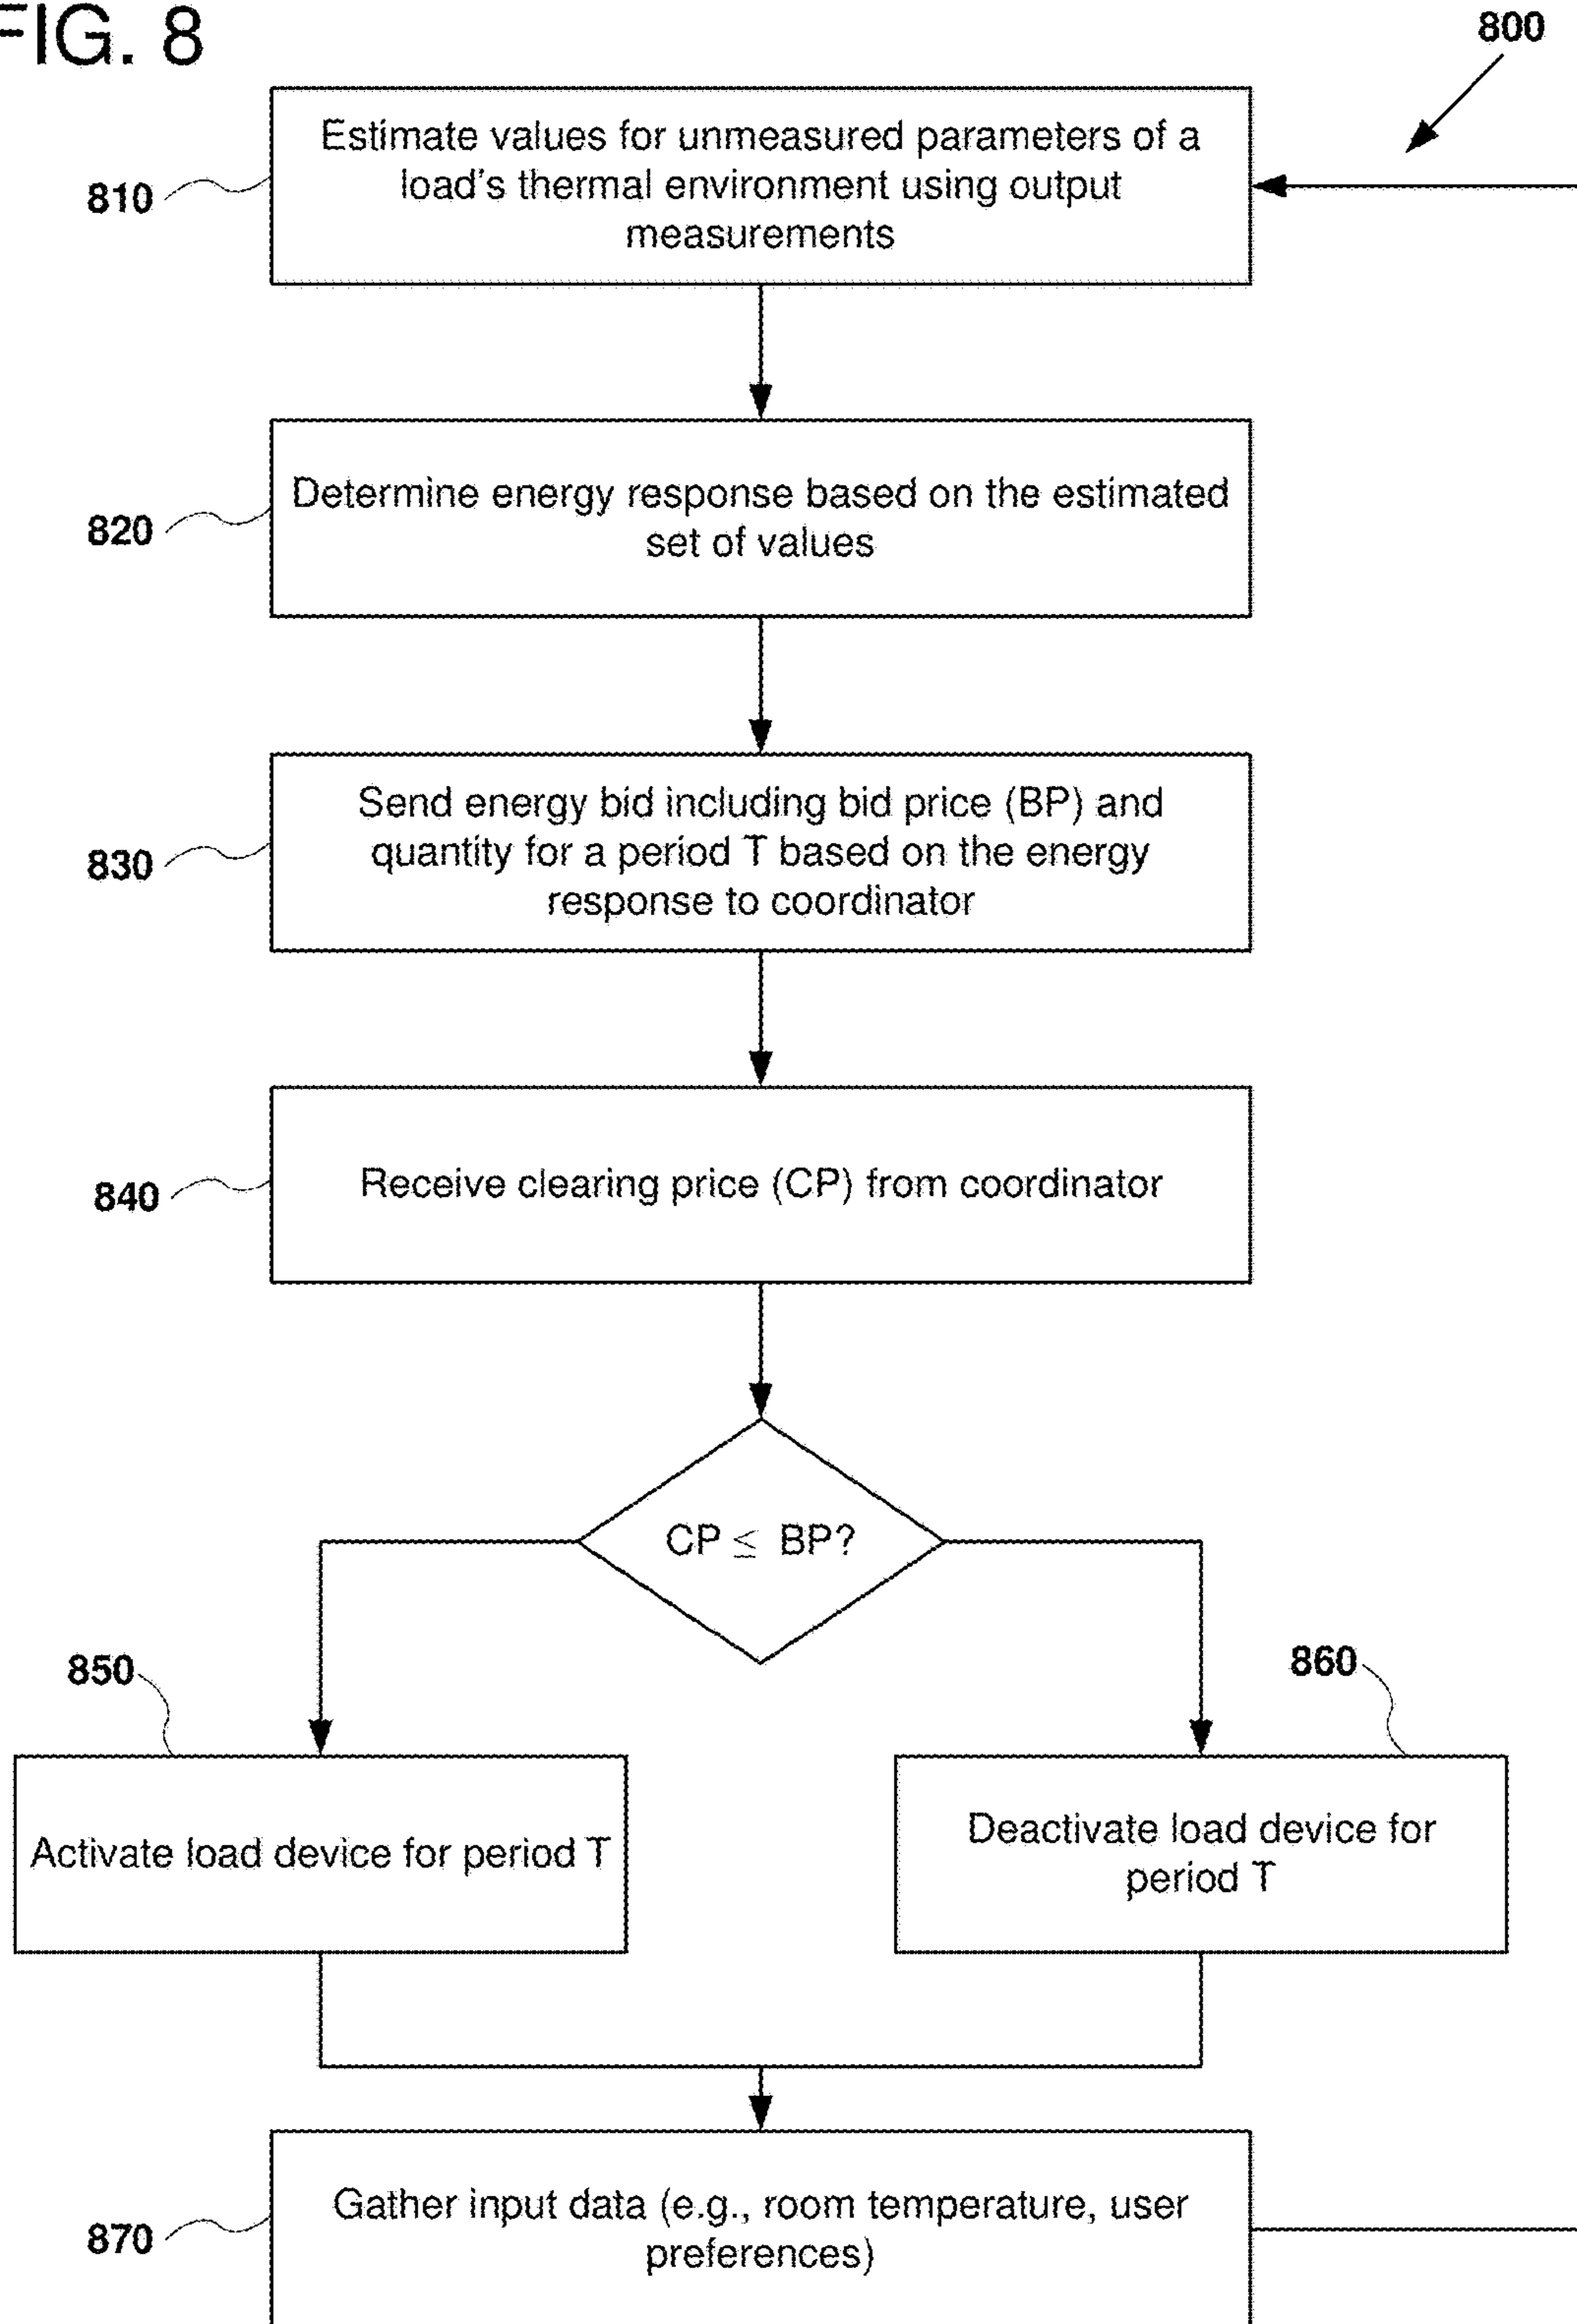 FIG. 8
800
Estimate values for unmeasured parameters of a
load's thermal environment using output
measurements
810
Determine energy response based on the estimated
set of values
820
Send energy bid including bid price (BP) and
quantity for a period T based on the energy
response to coordinator
830
Receive clearing price (CP) from coordinator
840
CP ≤ BP?
850
860
Activate load device for period T
Deactivate load device for
period T
Gather input data (e.g., room temperature, user
preferences)
870